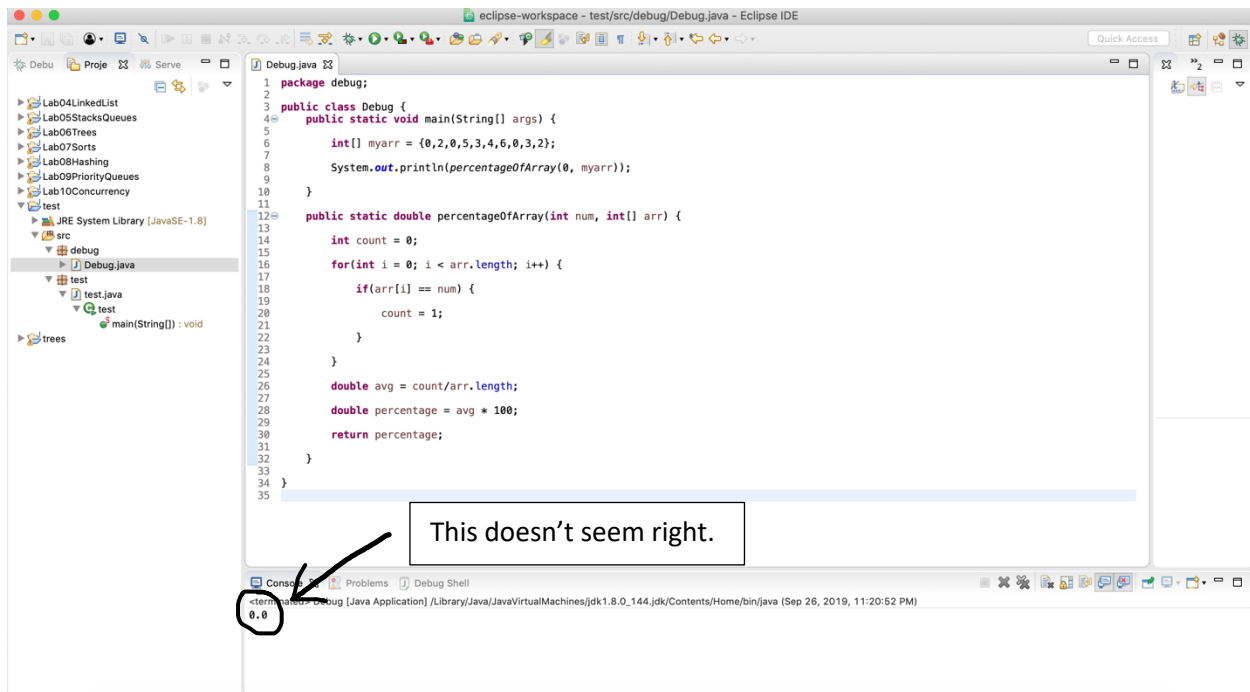 eclipse-workspace - test/src/debug/Debug.java - Eclipse IDE
Quick Access
Debu Proje Serve
Debug.java
2
Lab04LinkedList
Lab05StacksQueues
Lab06Trees
Lab07Sorts
Lab08Hashing
Lab09PriorityQueues
Lab10Concurrency
test
JRE System Library [JavaSE-1.8]
src
debug
Debug.java
test
test.java
test
main(String[]) : void
trees
1 package debug;
2
3 public class Debug {
4 public static void main(String[] args) {
5
6 int[] myarr = {0,2,0,5,3,4,6,0,3,2};
7
8 System.out.println(percentageOfArray(0, myarr));
9
10 }
11
12 public static double percentageOfArray(int num, int[] arr) {
13
14 int count = 0;
15
16 for(int i = 0; i < arr.length; i++) {
17
18 if(arr[i] == num) {
19
20 count = 1;
21
22 }
23
24 }
25
26 double avg = count/arr.length;
27
28 double percentage = avg * 100;
29
30 return percentage;
31
32 }
33
34 }
35
This doesn’t seem right.
Console Problems Debug Shell
<terminated> Debug [Java Application] /Library/Java/JavaVirtualMachines/jdk1.8.0_144.jdk/Contents/Home/bin/java (Sep 26, 2019, 11:20:52 PM)
0.0